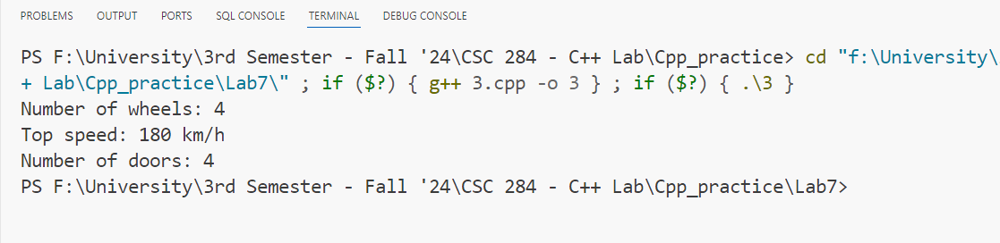 PROBLEMS OUTPUT PORTS SQL CONSOLE TERMINAL DEBUG CONSOLE
PS F:\University\3rd Semester - Fall '24\CSC 284 - C++ Lab\Cpp_practice> cd "f:\University\
+ Lab\Cpp_practice\Lab7\" ; if ($?) { g++ 3.cpp -o 3 } ; if ($?) { .\3 }
Number of wheels: 4
Top speed: 180 km/h
Number of doors: 4
PS F:\University\3rd Semester - Fall '24\CSC 284 - C++ Lab\Cpp_practice\Lab7>